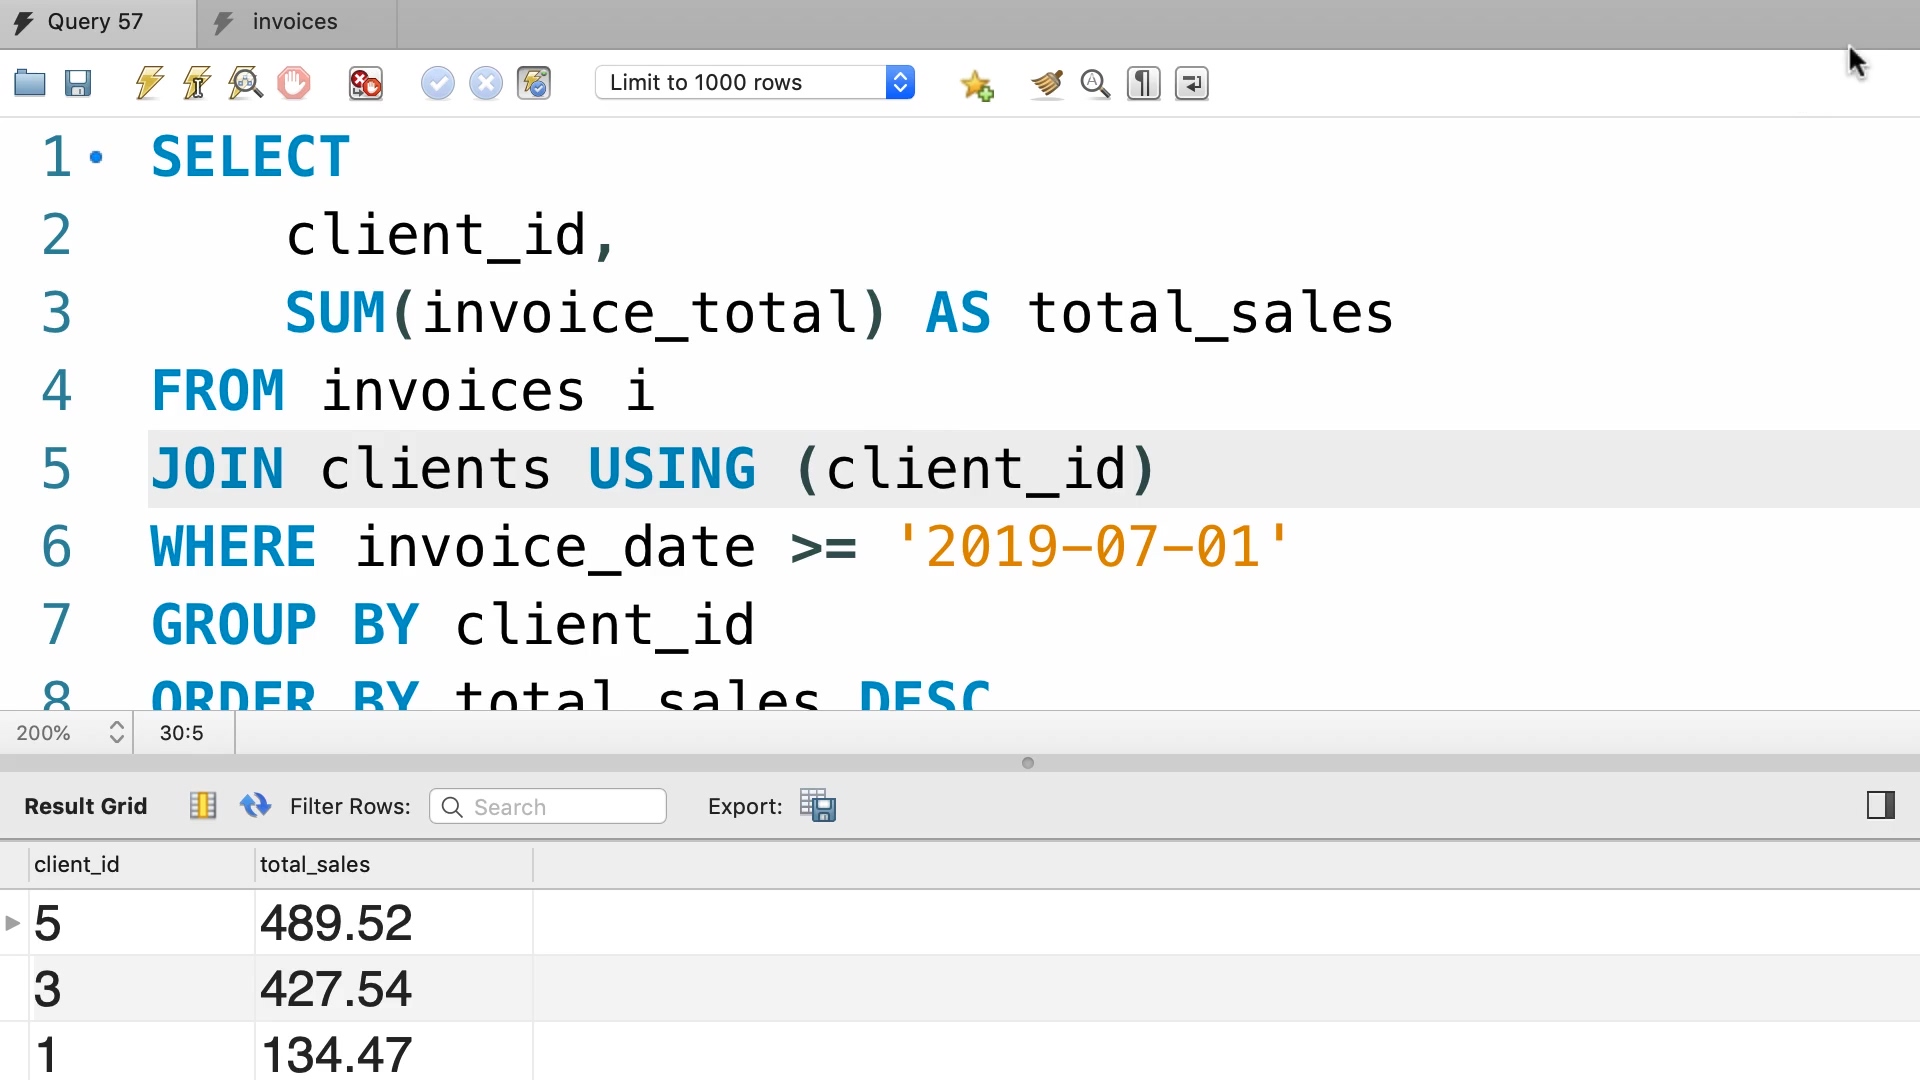 Query 57
invoices
Limit to 1000 rows
1 SELECT
2 client_id,
3 SUM(invoice_total) AS total_sales
4 FROM invoices i
5 JOIN clients USING (client_id)
6 WHERE invoice_date >= '2019-07-01'
7 GROUP BY client_id
8 ORDER BY total_sales DESC
200% 30:5
Result Grid Filter Rows: Search Export:
client_id total_sales
5 489.52
3 427.54
1 134.47